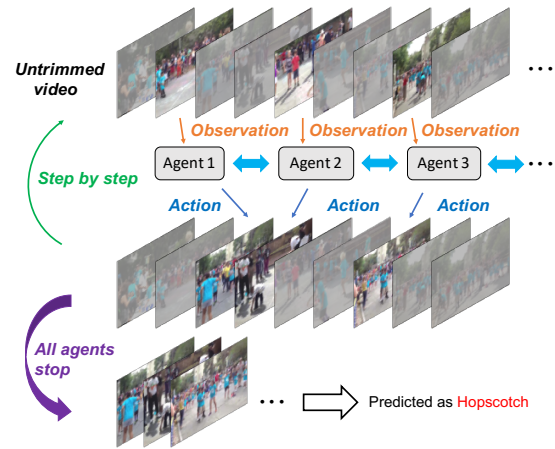 Untrimmed
video
Observation Observation Observation
Agent 1 Agent 2 Agent 3
Step by step
Action Action Action
All agents
stop
Predicted as Hopscotch